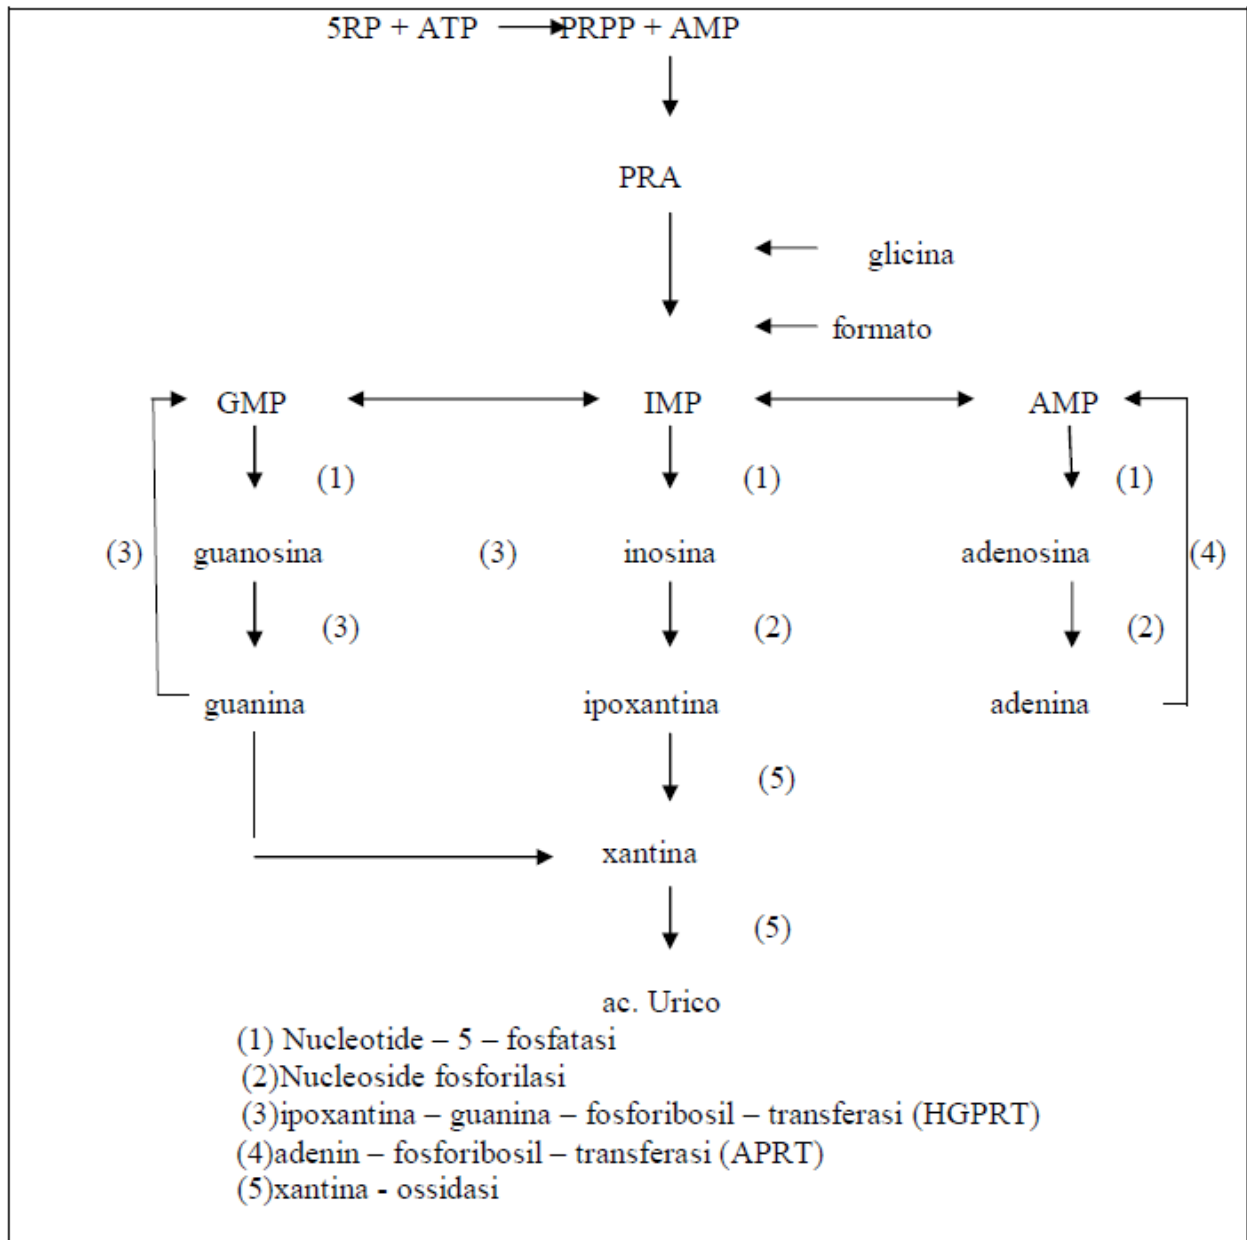 5RP + ATP PRPP + AMP
PRA
glicina
formato
GMP IMP AMP
(1) (1) (1)
(3) guanosina (3) inosina adenosina (4)
(3) (2) (2)
guanina ipoxantina adenina
(5)
xantina
(5)
ac. Urico
(1) Nucleotide – 5 – fosfatasi
(2)Nucleoside fosforilasi
(3)ipoxantina – guanina – fosforibosil – transferasi (HGPRT)
(4)adenin – fosforibosil – transferasi (APRT)
(5)xantina - ossidasi